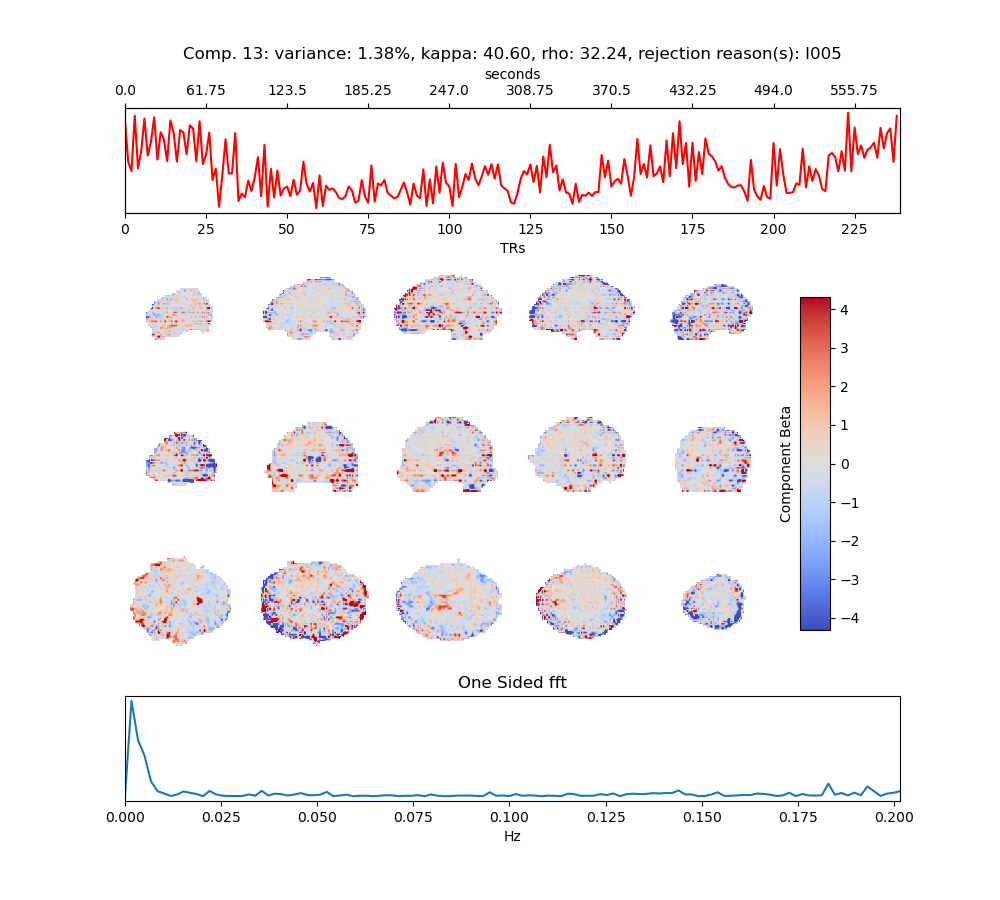 Comp. 13: variance: 1.38%, kappa: 40.60, rho: 32.24, rejection reason(s): I005
seconds
0.0 61.75 123.5 185.25 247.0 308.75 370.5 432.25 494.0 555.75
0 25 50 75 100 125 150 175 200 225
TRs
4
3
2
1
0
−1
−2
−3
−4
Component Beta
One Sided fft
0.000 0.025 0.050 0.075 0.100 0.125 0.150 0.175 0.200
Hz